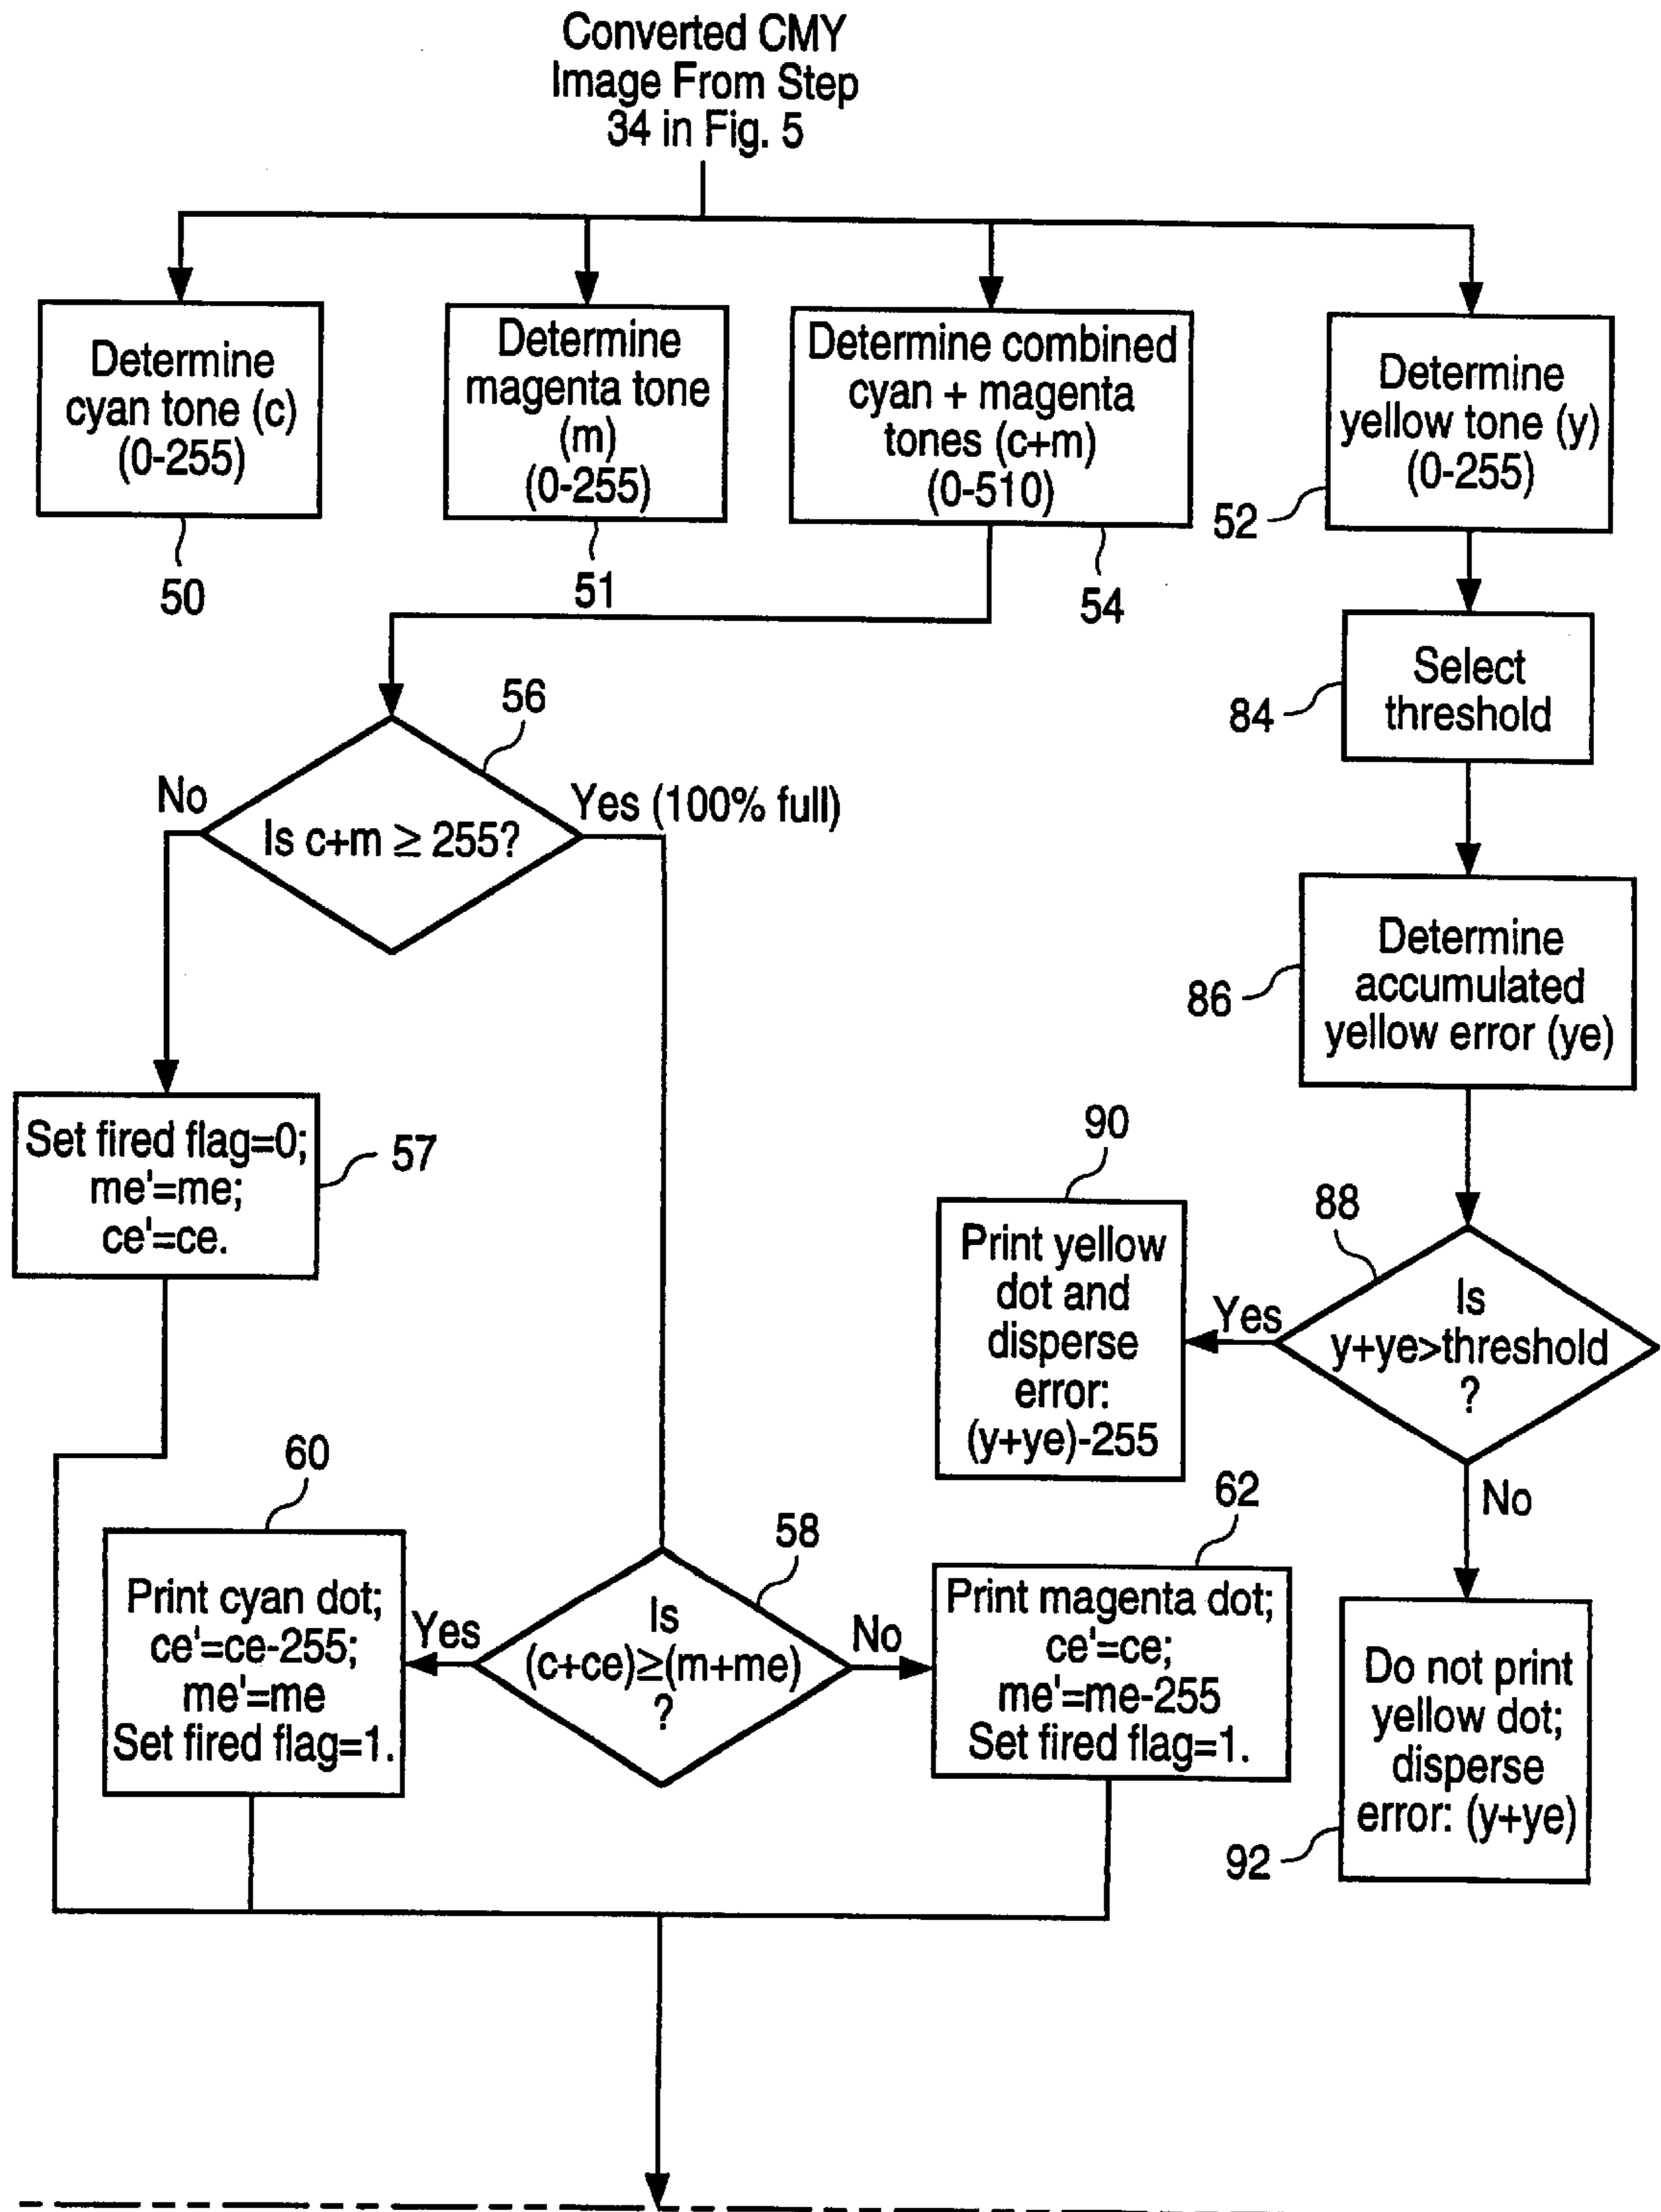 Converted CMY
Image From Step
34 in Fig. 5
Determine
cyan tone (c)
(0-255)
50
Determine
magenta tone
(m)
(0-255)
51
Determine combined
cyan + magenta
tones (c+m)
(0-510)
54
Determine
yellow tone (y)
(0-255)
52
Select
threshold
84
56
No
Is c+m ≥ 255?
Yes (100% full)
Determine
accumulated
yellow error (ye)
86
Set fired flag=0;
me'=me;
ce'=ce.
57
90
Print yellow
dot and
disperse
error:
(y+ye)-255
88
Yes
Is
y+ye>threshold
?
No
60
Print cyan dot;
ce'=ce-255;
me'=me
Set fired flag=1.
Yes
58
Is
(c+ce)≥(m+me)
?
No
62
Print magenta dot;
ce'=ce;
me'=me-255
Set fired flag=1.
Do not print
yellow dot;
disperse
error: (y+ye)
92